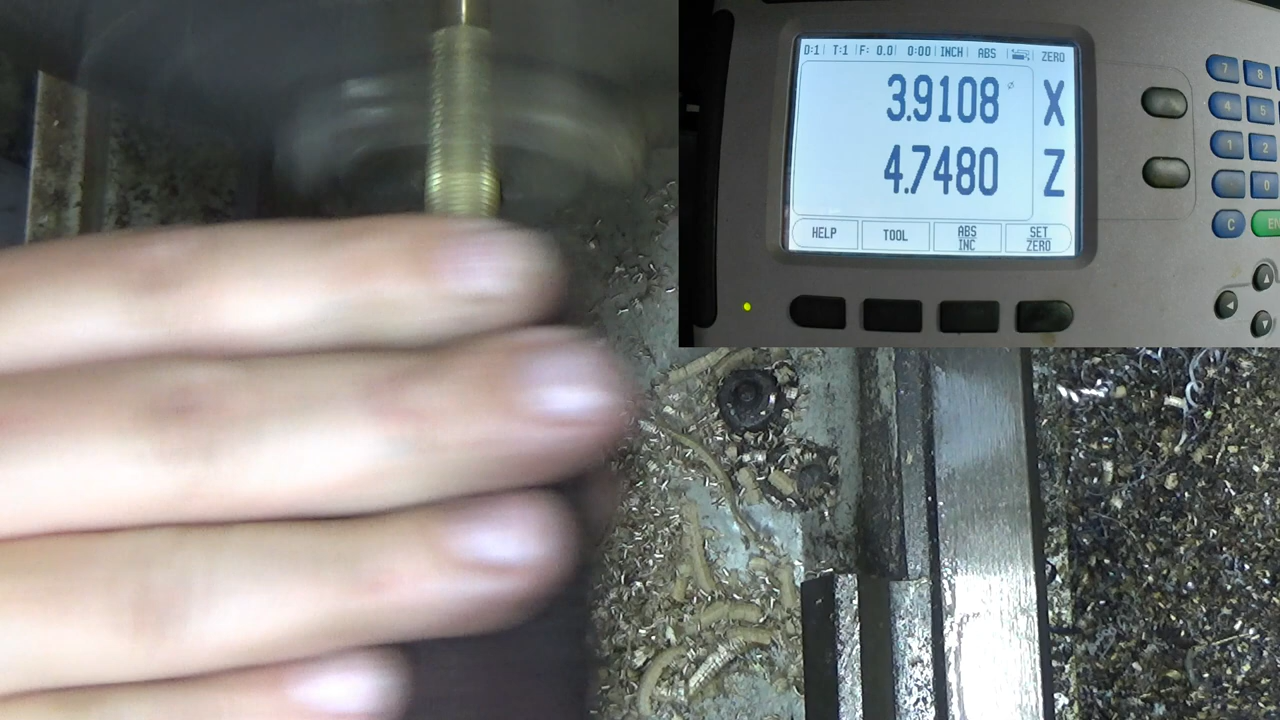 D:1 T:1 F: 0.0 0:00 INCH ABS ZERO
3.9108 ⌀ X
4.7480 Z
HELP TOOL ABS INC SET ZERO
7 8
4 5
1 2
0
C